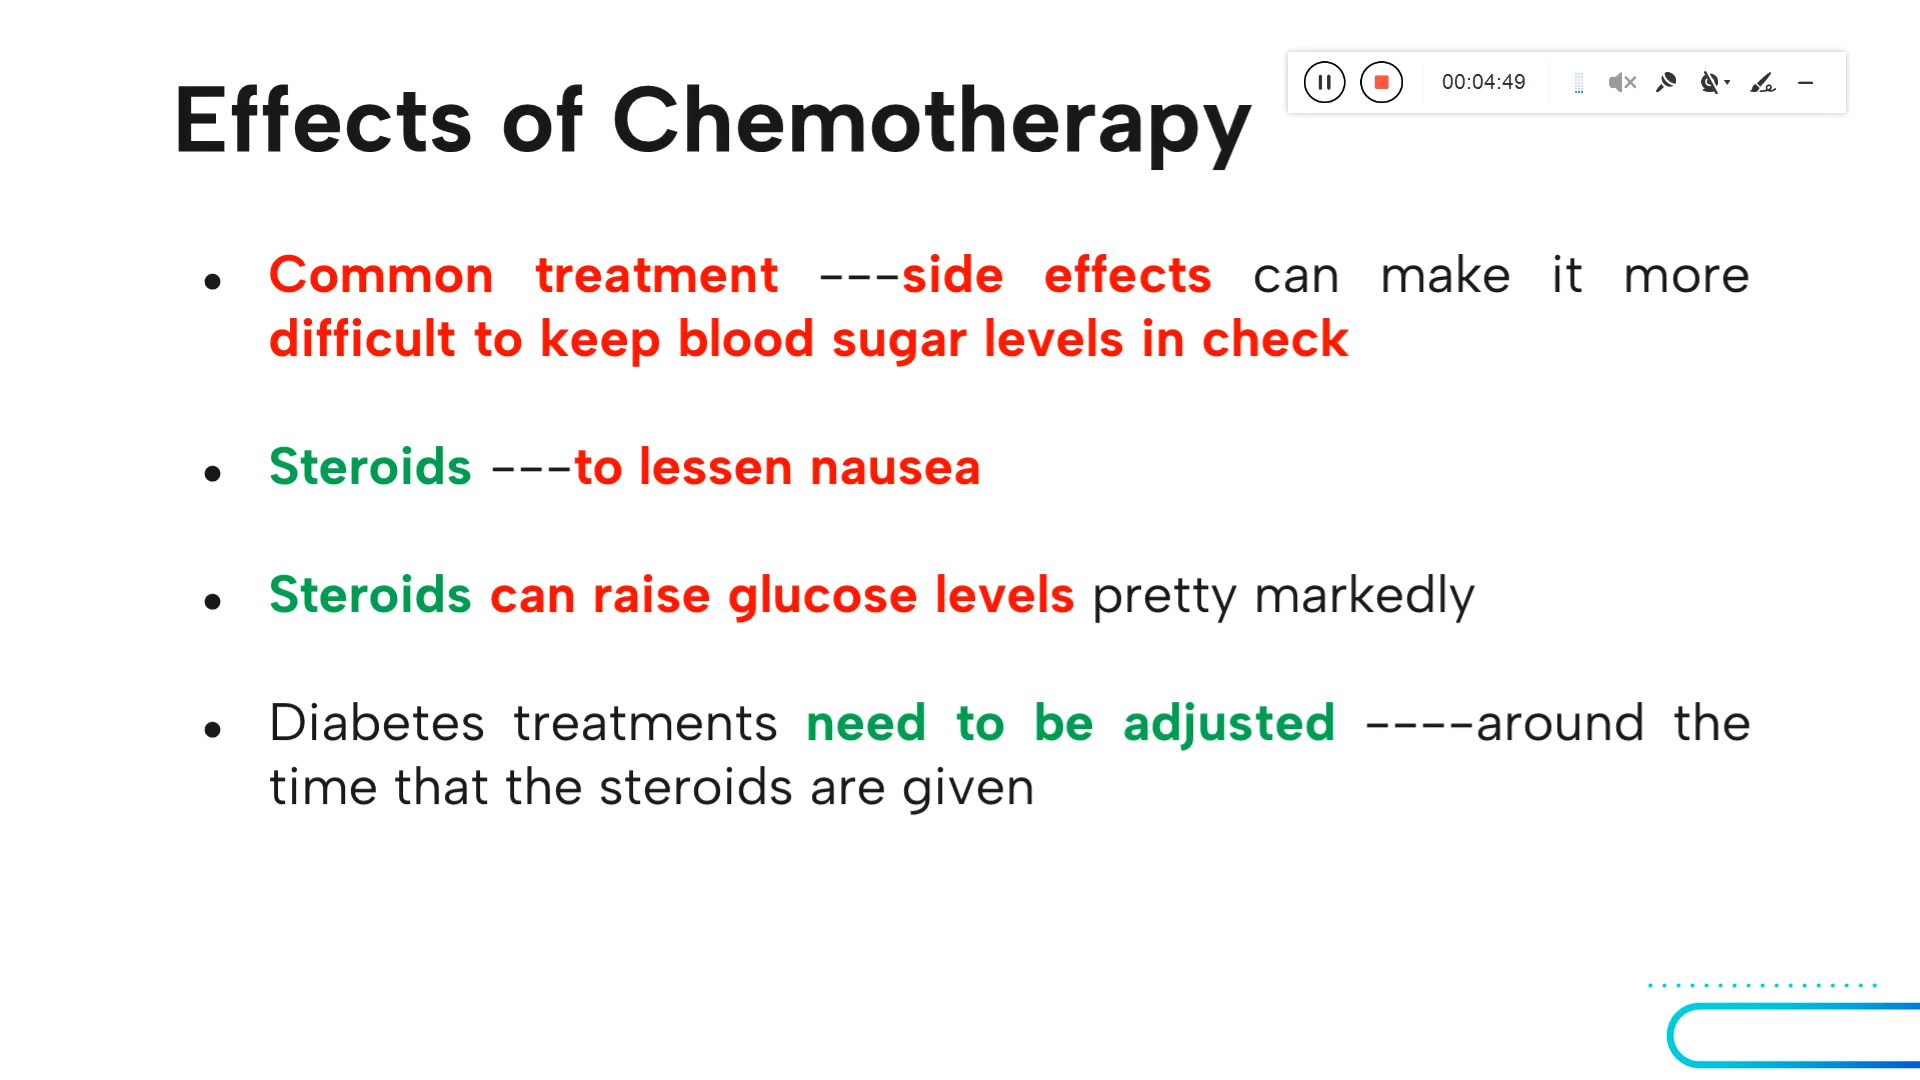 Effects of Chemotherapy
00:04:49
• Common treatment ---side effects can make it more
difficult to keep blood sugar levels in check
• Steroids ---to lessen nausea
• Steroids can raise glucose levels pretty markedly
• Diabetes treatments need to be adjusted ----around the
time that the steroids are given